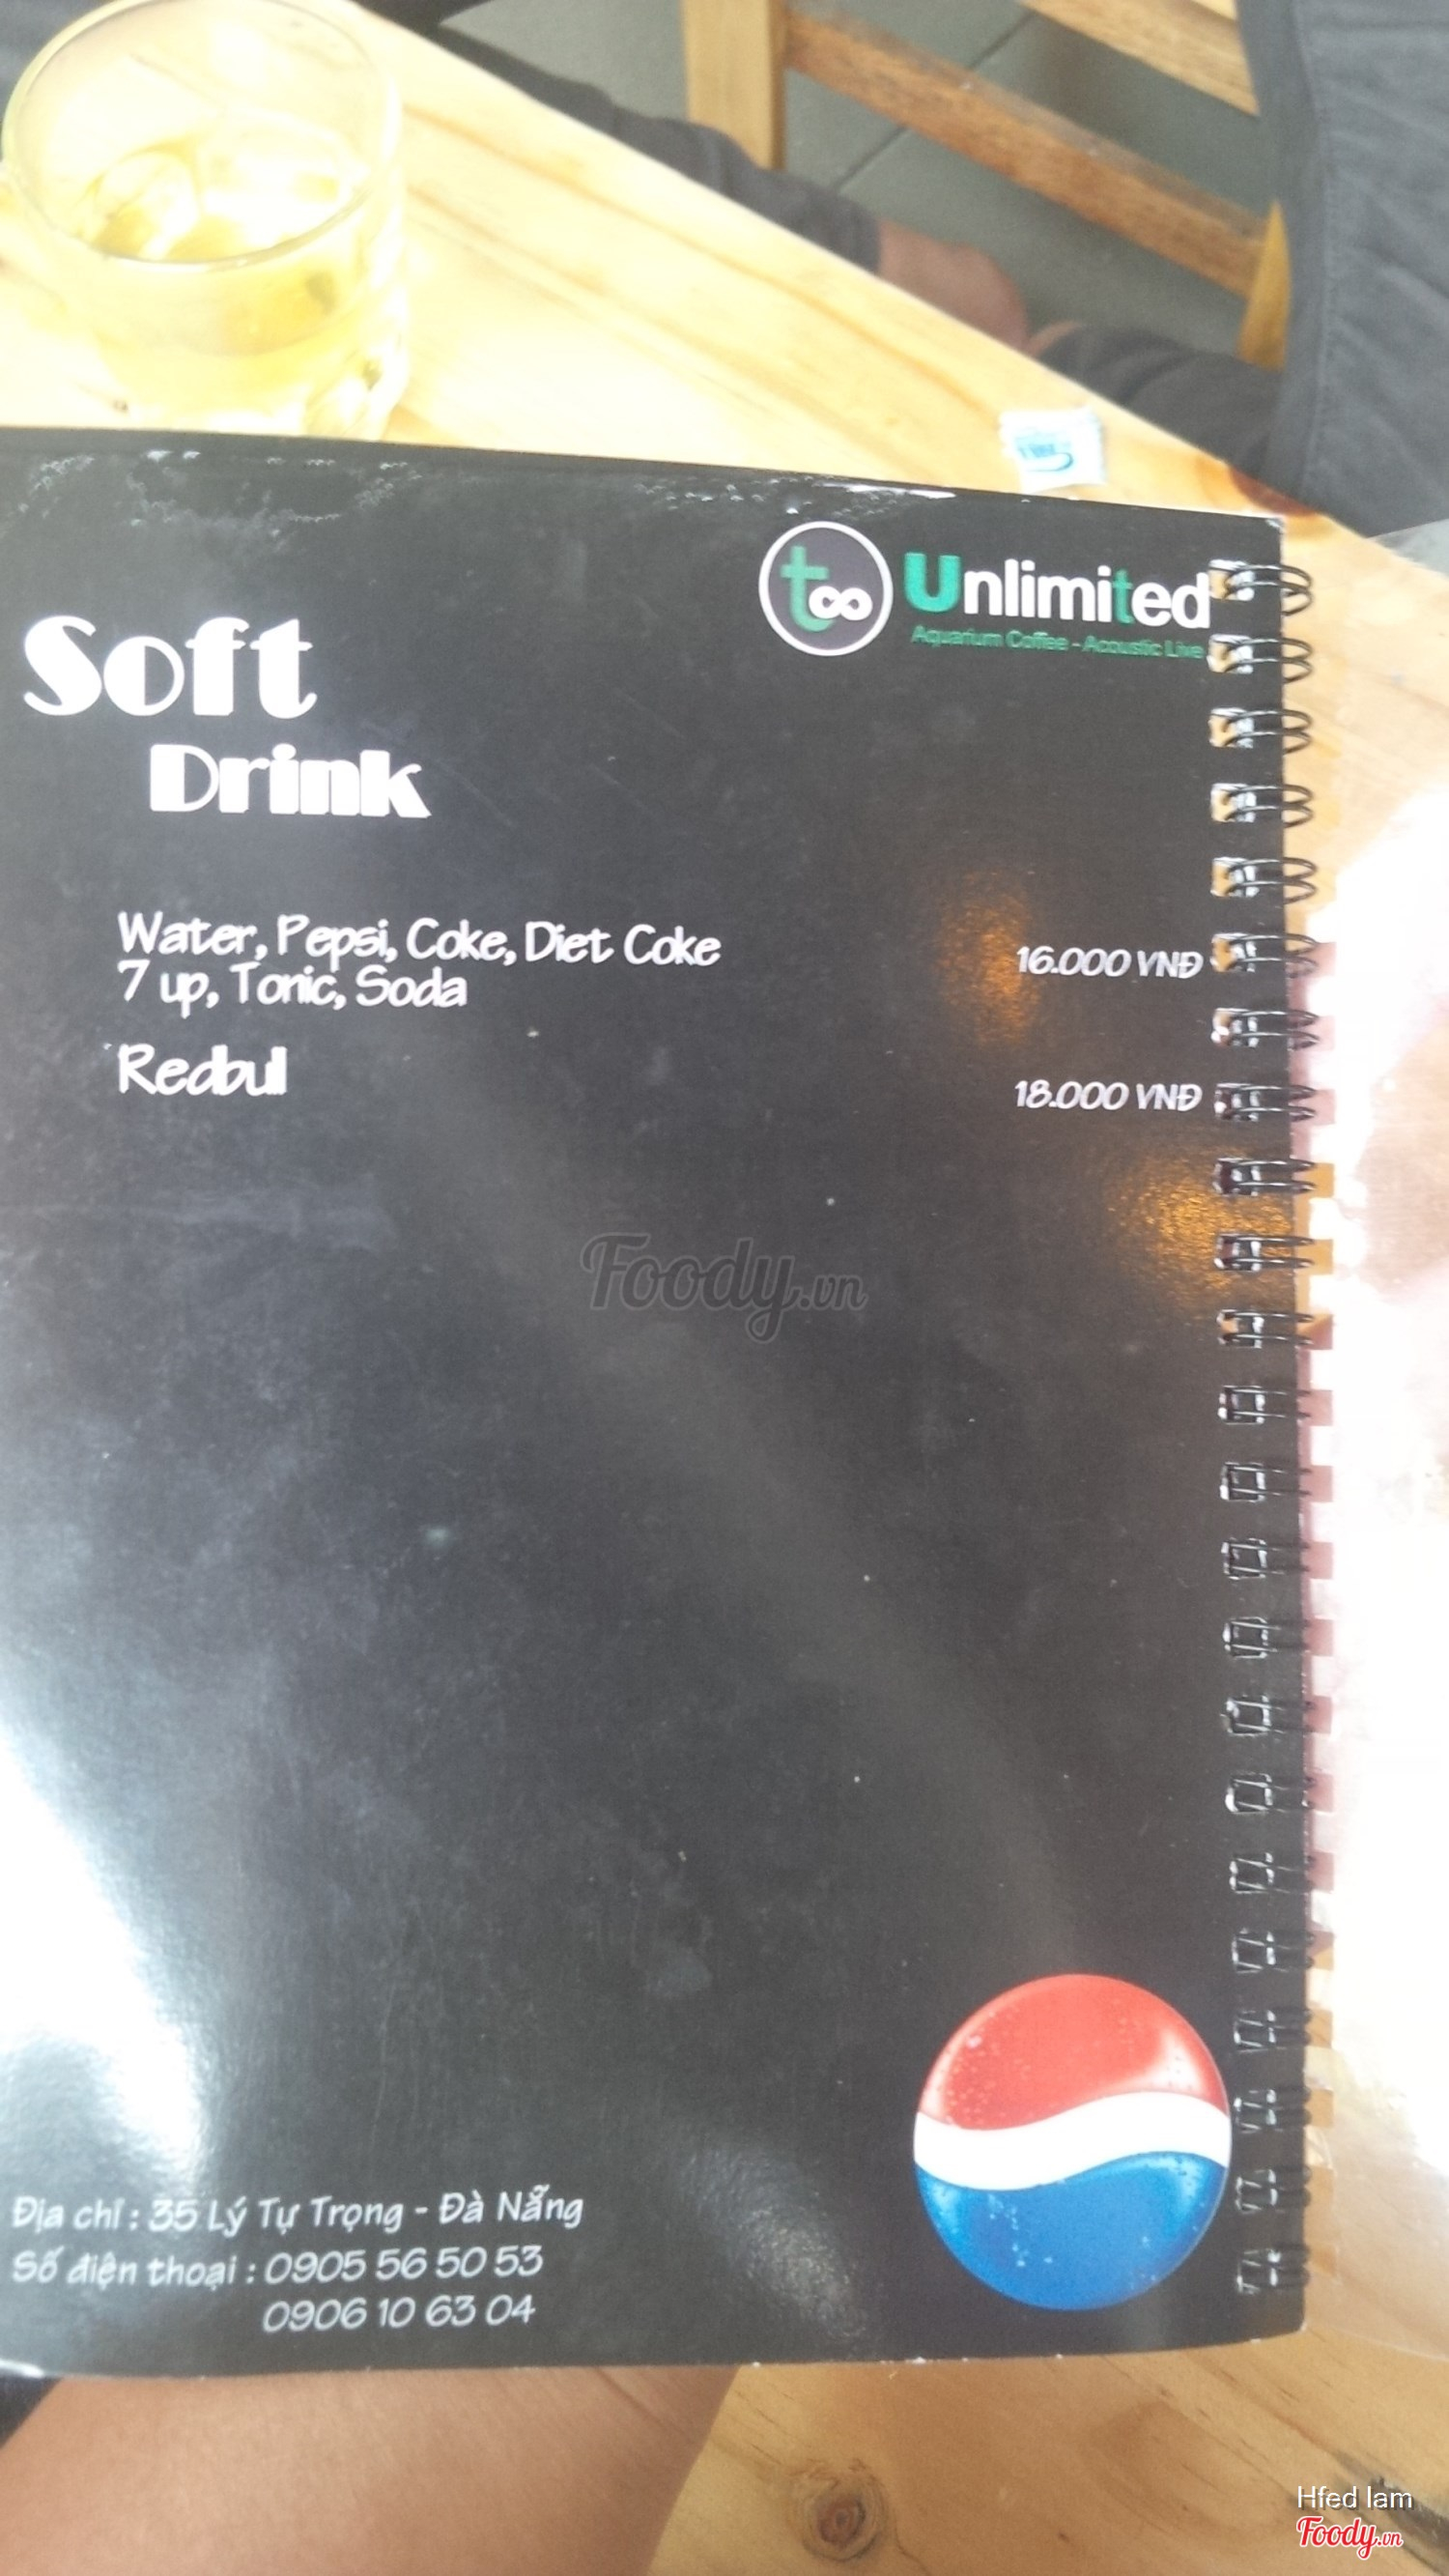 t∞ Unlimited
Aquarium Coffee - Acoustic Live
Soft
Drink
Water, Pepsi, Coke, Diet Coke
7 up, Tonic, Soda
16.000 VNĐ
Redbull
18.000 VNĐ
Foody.vn
Địa chỉ : 35 Lý Tự Trọng - Đà Nẵng
Số điện thoại : 0905 56 50 53
0906 10 63 04
Hfed lam
Foody.vn